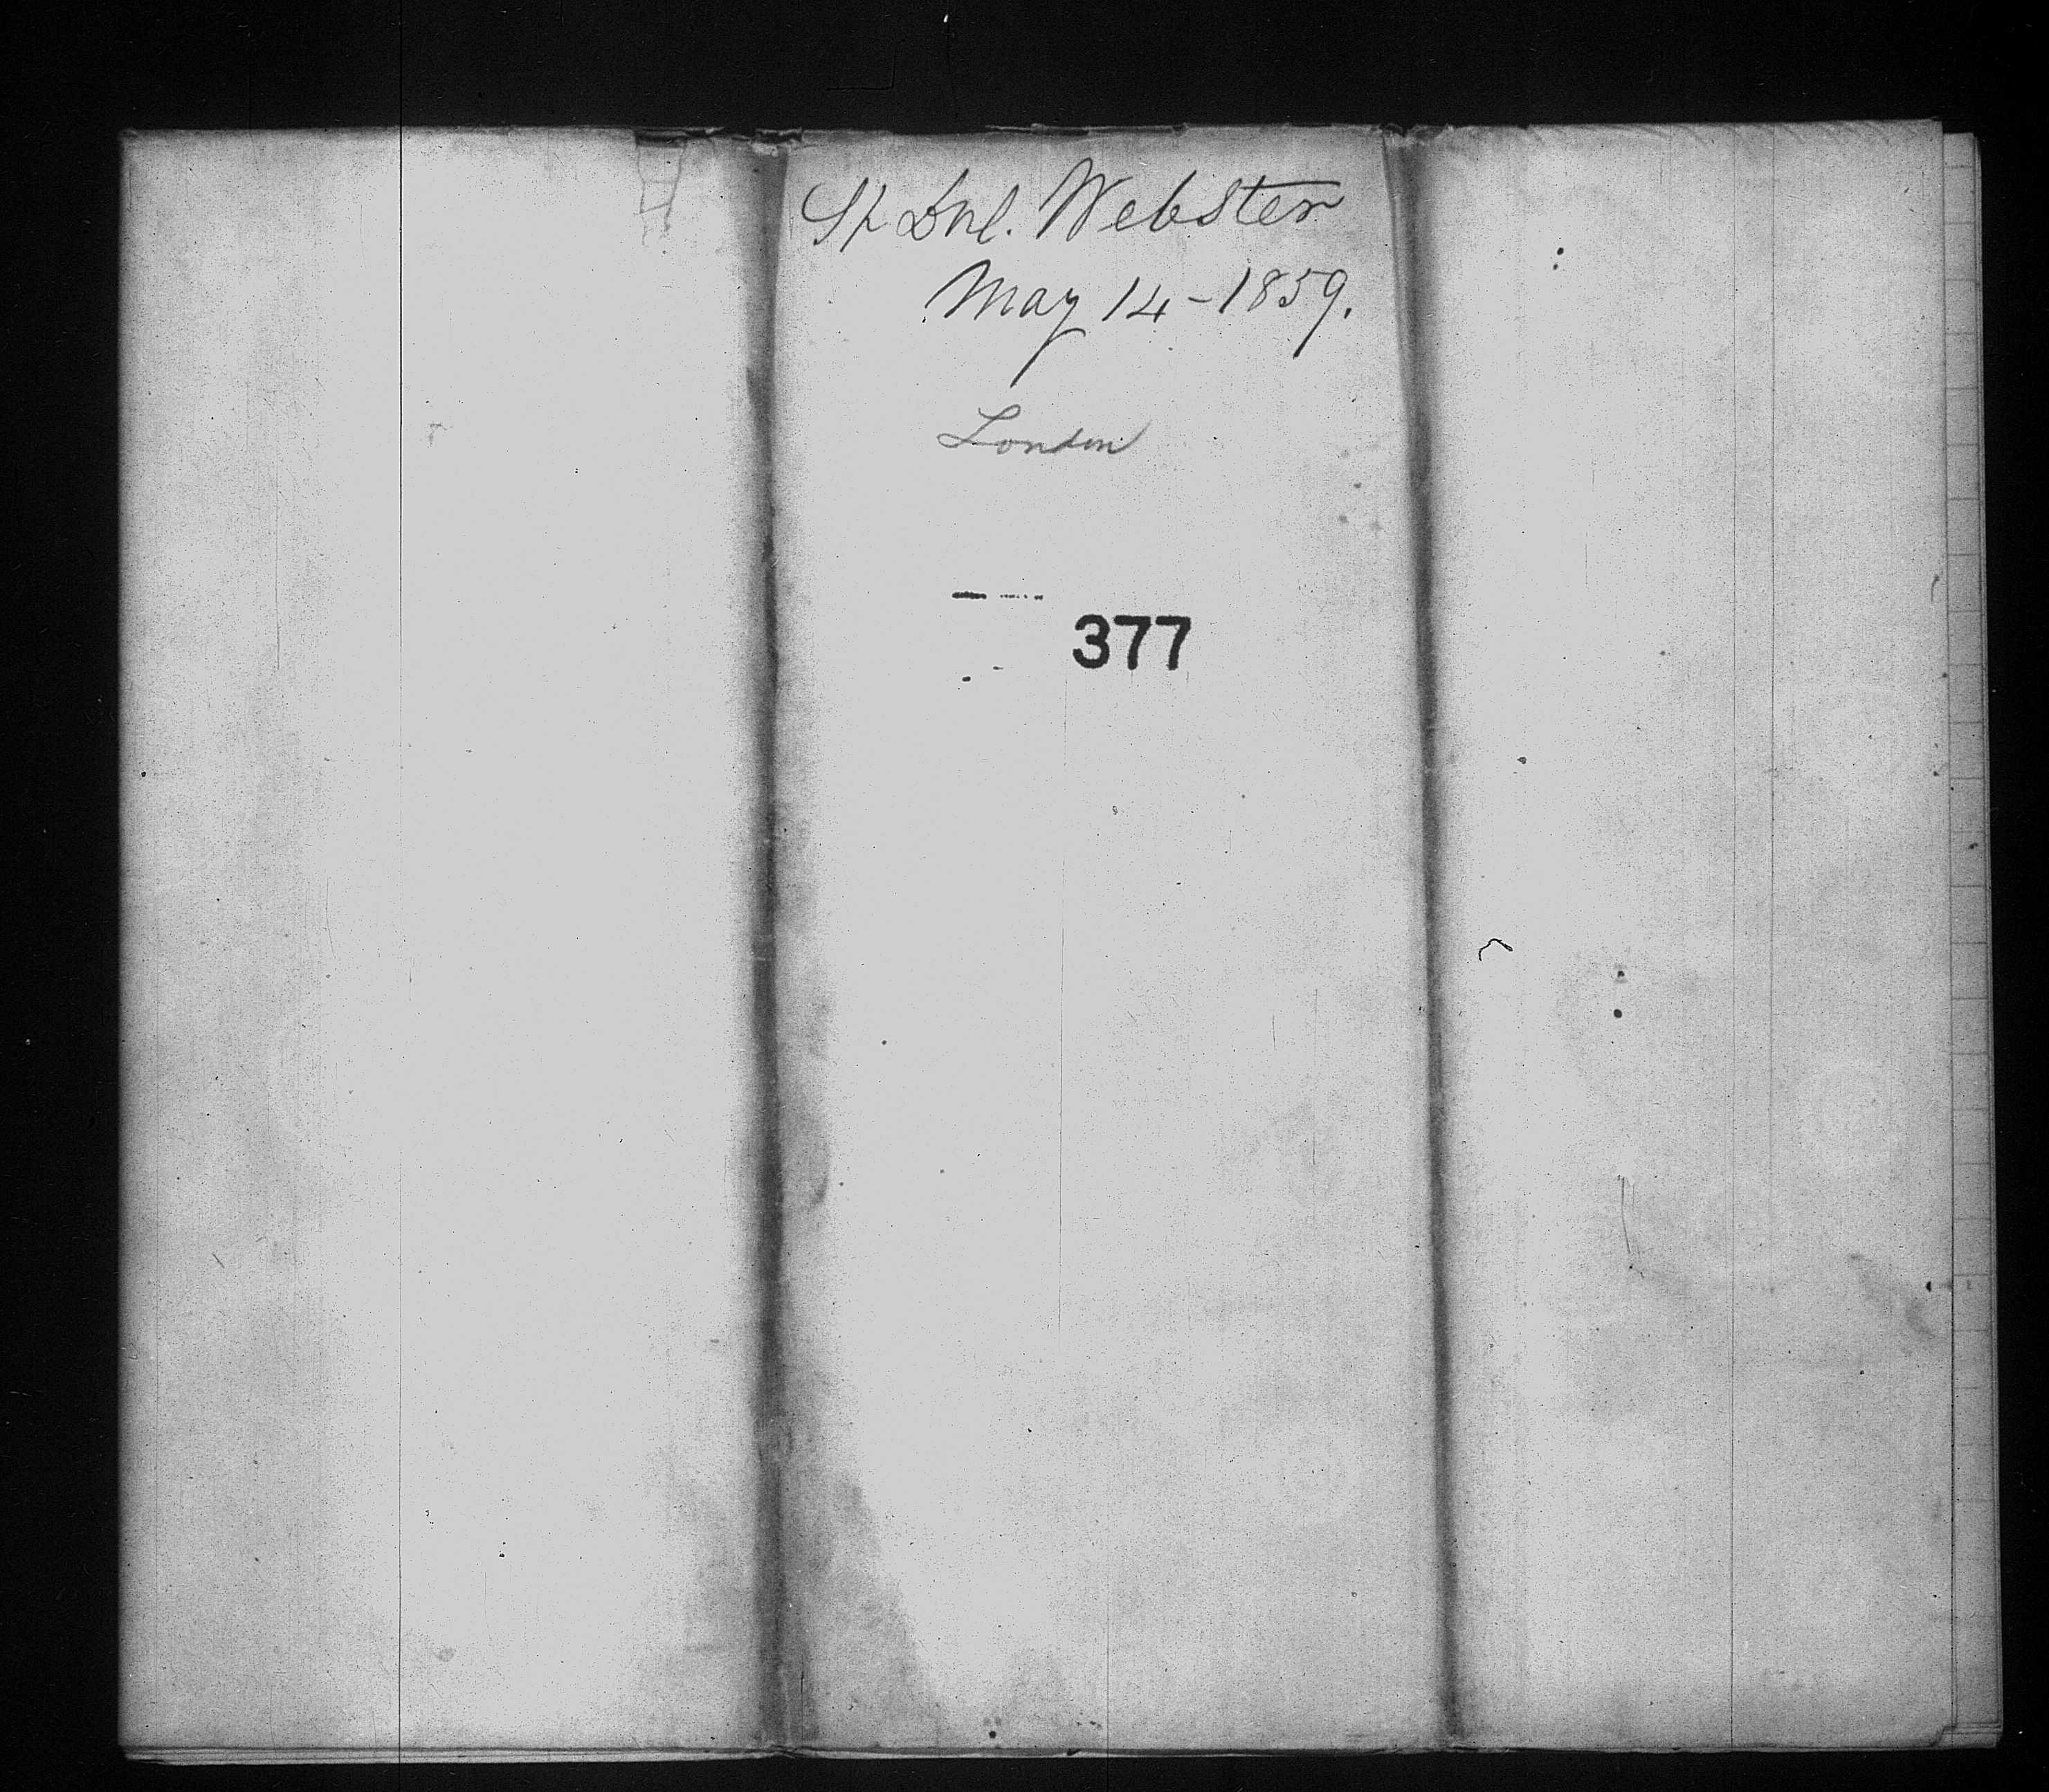 Sp Dnl. Webster
May 14 - 1859.
London
377